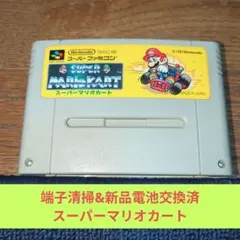 Nintendo
スーパーファミコン
SUPER
MARIO KART
スーパーマリオカート
端子清掃&新品電池交換済
スーパーマリオカート